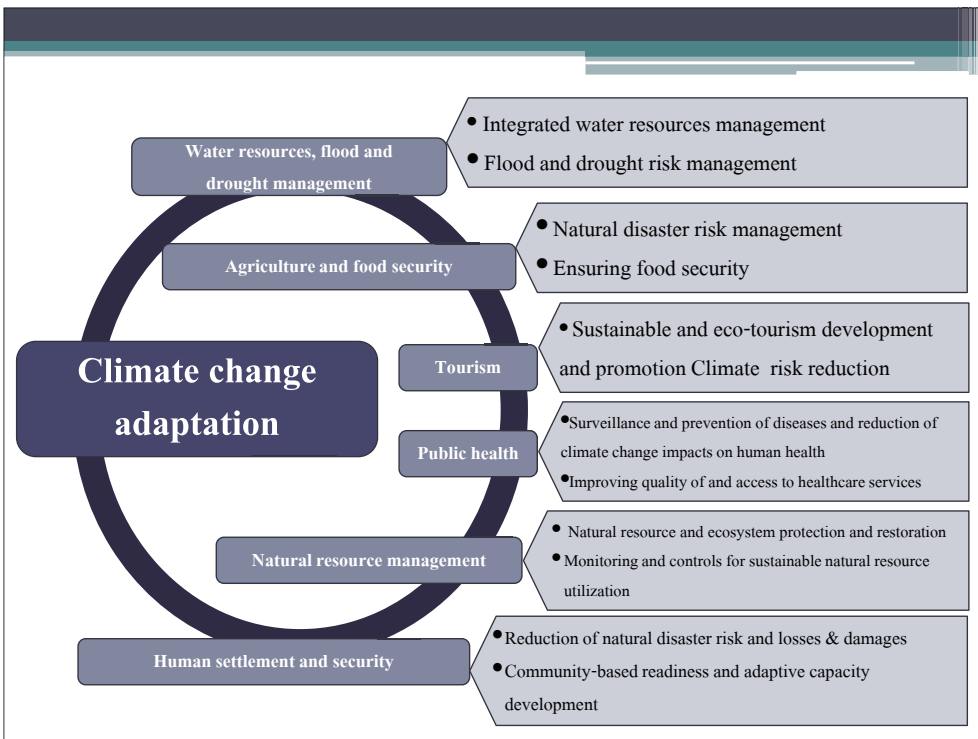 • Integrated water resources management
• Flood and drought risk management
Water resources, flood and
drought management
• Natural disaster risk management
• Ensuring food security
Agriculture and food security
• Sustainable and eco-tourism development
and promotion Climate risk reduction
Tourism
Climate change
adaptation
•Surveillance and prevention of diseases and reduction of
climate change impacts on human health
•Improving quality of and access to healthcare services
Public health
• Natural resource and ecosystem protection and restoration
• Monitoring and controls for sustainable natural resource
utilization
Natural resource management
•Reduction of natural disaster risk and losses & damages
•Community-based readiness and adaptive capacity
development
Human settlement and security